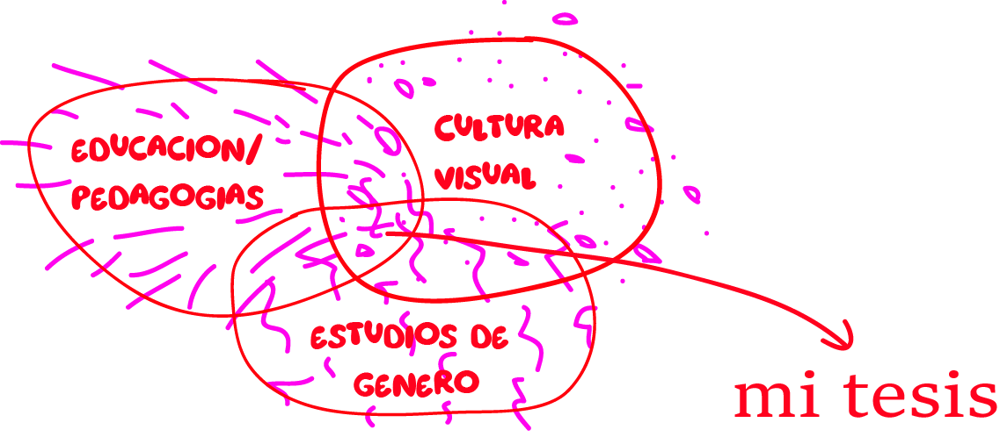 EDUCACION/
PEDAGOGIAS
CULTURA
VISUAL
ESTUDIOS DE
GENERO
mi tesis